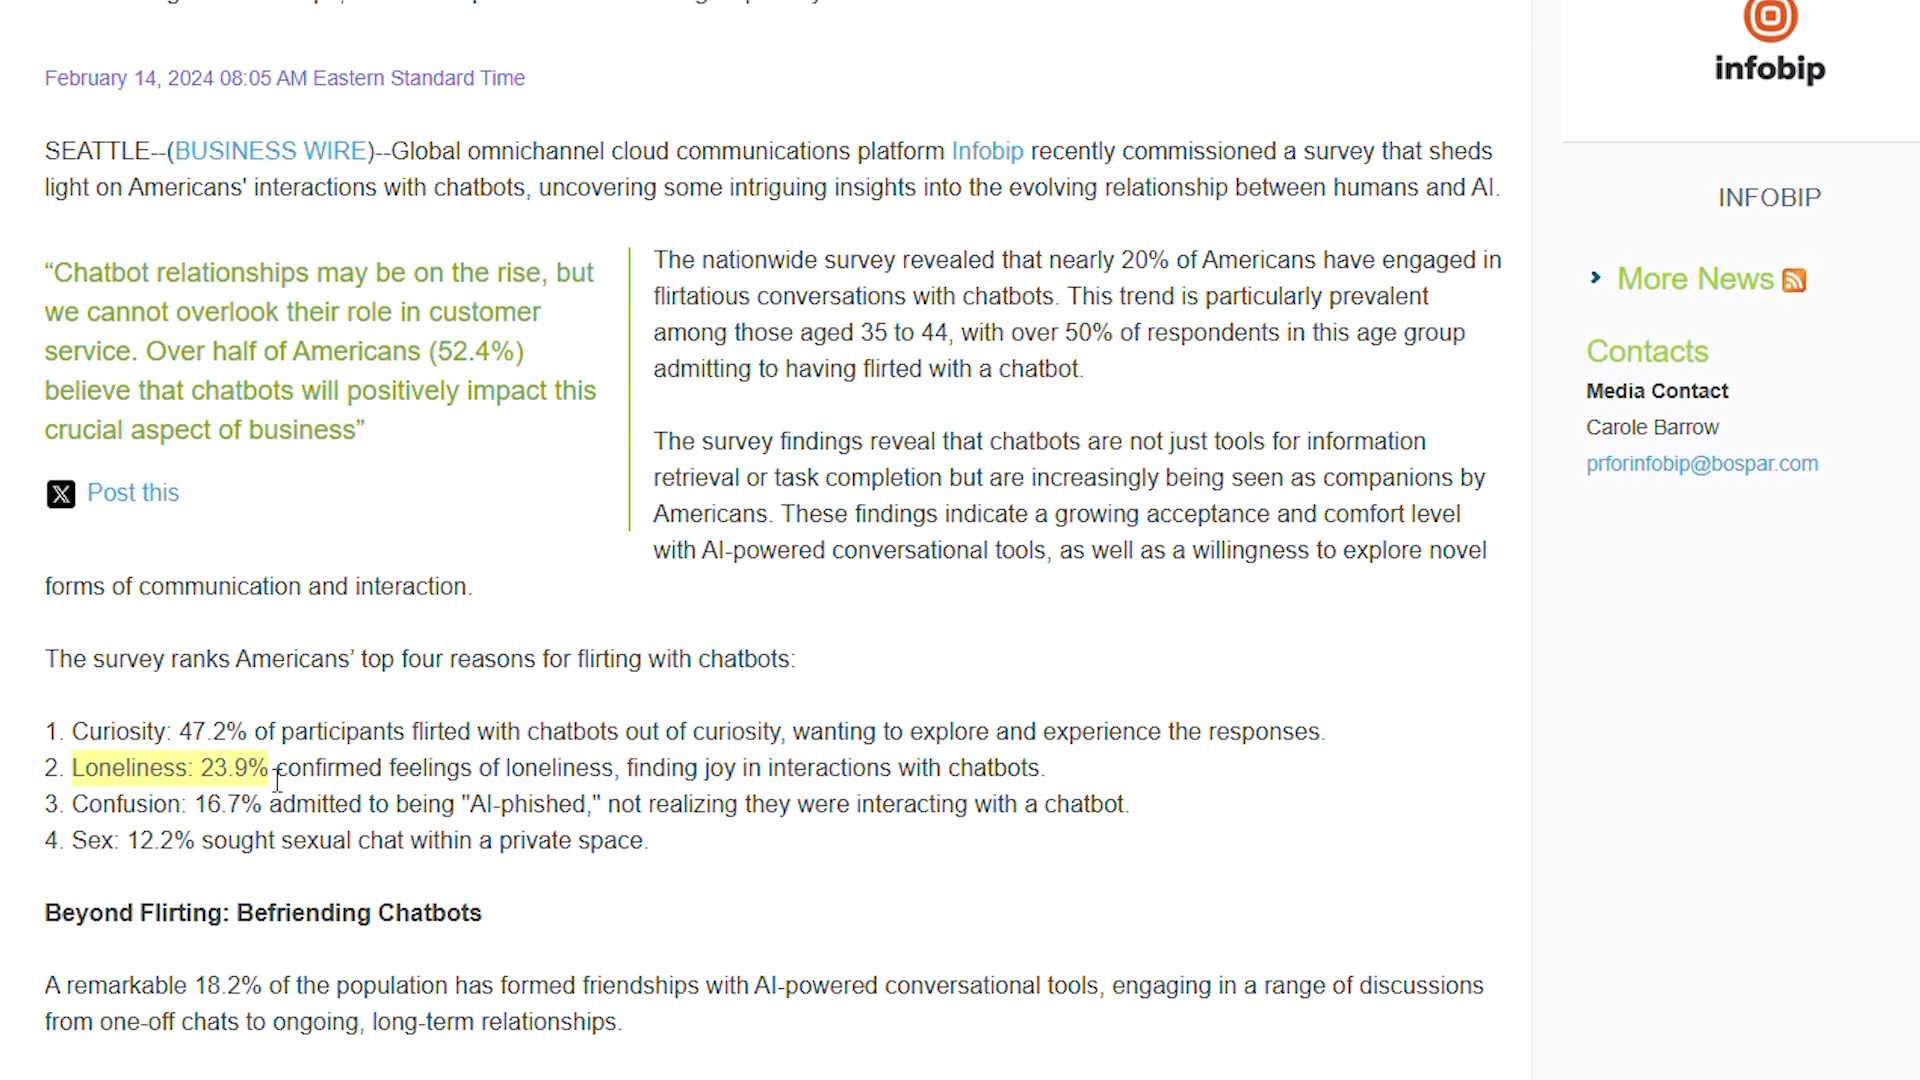 February 14, 2024 08:05 AM Eastern Standard Time
SEATTLE--(BUSINESS WIRE)--Global omnichannel cloud communications platform Infobip recently commissioned a survey that sheds
light on Americans' interactions with chatbots, uncovering some intriguing insights into the evolving relationship between humans and AI.
“Chatbot relationships may be on the rise, but
we cannot overlook their role in customer
service. Over half of Americans (52.4%)
believe that chatbots will positively impact this
crucial aspect of business”
Post this
The nationwide survey revealed that nearly 20% of Americans have engaged in
flirtatious conversations with chatbots. This trend is particularly prevalent
among those aged 35 to 44, with over 50% of respondents in this age group
admitting to having flirted with a chatbot.
The survey findings reveal that chatbots are not just tools for information
retrieval or task completion but are increasingly being seen as companions by
Americans. These findings indicate a growing acceptance and comfort level
with AI-powered conversational tools, as well as a willingness to explore novel
forms of communication and interaction.
The survey ranks Americans’ top four reasons for flirting with chatbots:
1. Curiosity: 47.2% of participants flirted with chatbots out of curiosity, wanting to explore and experience the responses.
2. Loneliness: 23.9% confirmed feelings of loneliness, finding joy in interactions with chatbots.
3. Confusion: 16.7% admitted to being "AI-phished," not realizing they were interacting with a chatbot.
4. Sex: 12.2% sought sexual chat within a private space.
Beyond Flirting: Befriending Chatbots
A remarkable 18.2% of the population has formed friendships with AI-powered conversational tools, engaging in a range of discussions
from one-off chats to ongoing, long-term relationships.
infobip
INFOBIP
More News
Contacts
Media Contact
Carole Barrow
prforinfobip@bospar.com